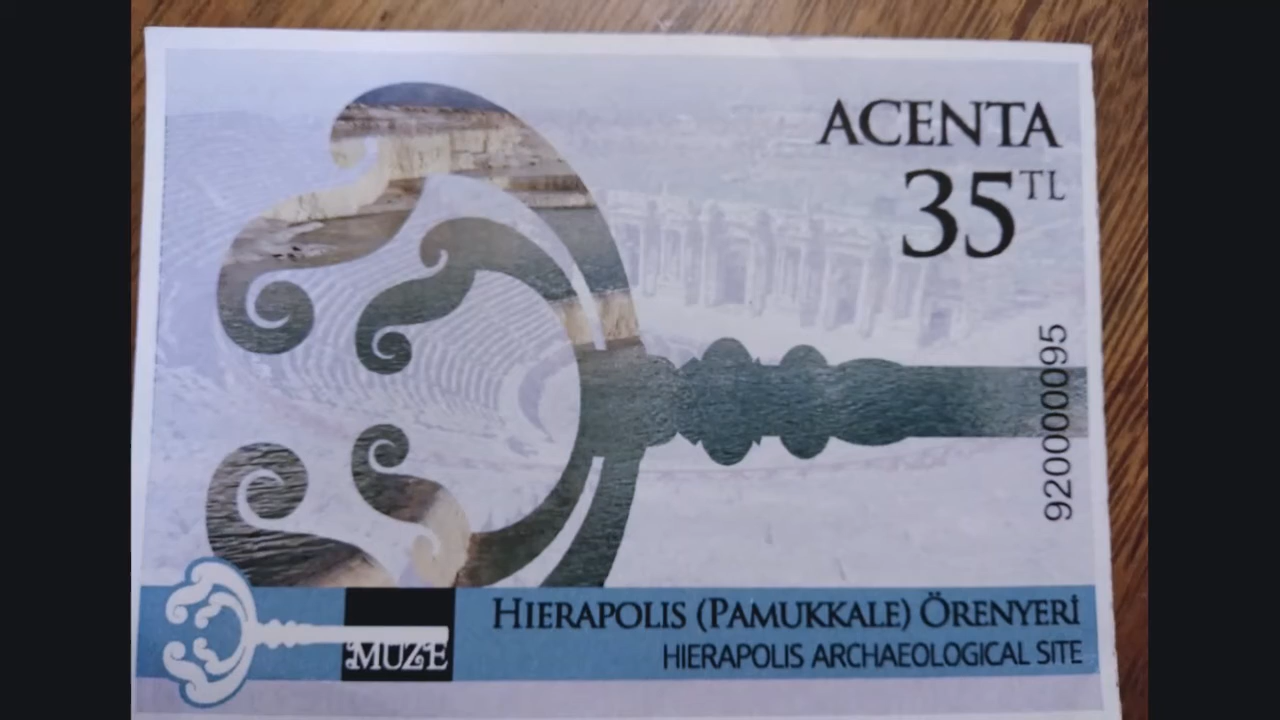 ACENTA
35 TL
9200000095
HIERAPOLIS (PAMUKKALE) ÖRENYERİ
HIERAPOLIS ARCHAEOLOGICAL SITE
MÜZE